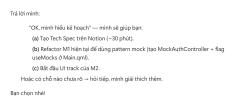 Trả lời mình:
"OK, mình hiểu kế hoạch" — mình sẽ giúp bạn:
(a) Tạo Tech Spec trên Notion (~30 phút).
(b) Refactor M1 hiện tại để dùng pattern mock (tạo MockAuthController + flag
useMocks ở Main.qml).
(c) Bắt đầu UI track của M2.
Hoặc có chỗ nào chưa rõ → hỏi tiếp, mình giải thích thêm.
Bạn chọn nhé!